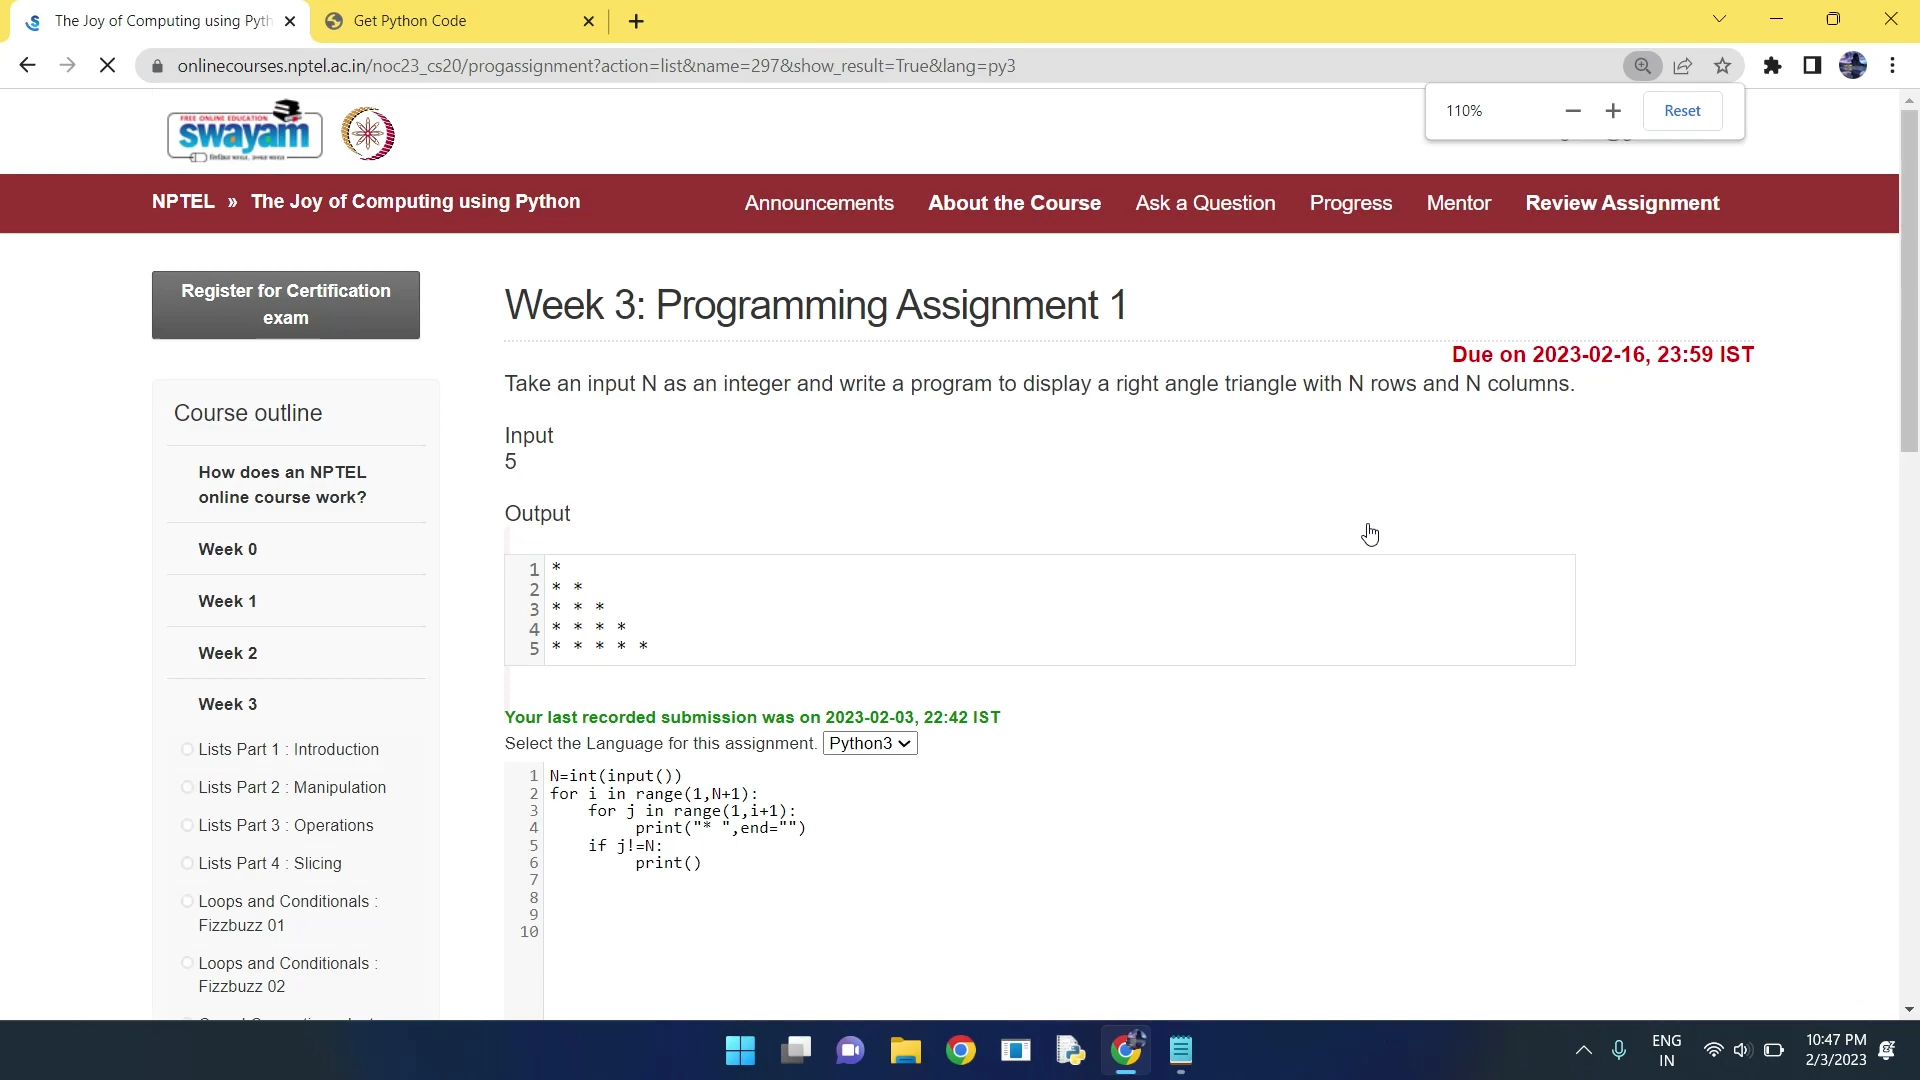 The Joy of Computing using Pyth
Get Python Code
onlinecourses.nptel.ac.in/noc23_cs20/progassignment?action=list&name=297&show_result=True&lang=py3
110%
Reset
FREE ONLINE EDUCATION
swayam
NPTEL » The Joy of Computing using Python
Announcements
About the Course
Ask a Question
Progress
Mentor
Review Assignment
Register for Certification
exam
Course outline
How does an NPTEL
online course work?
Week 0
Week 1
Week 2
Week 3
Lists Part 1 : Introduction
Lists Part 2 : Manipulation
Lists Part 3 : Operations
Lists Part 4 : Slicing
Loops and Conditionals :
Fizzbuzz 01
Loops and Conditionals :
Fizzbuzz 02
Week 3: Programming Assignment 1
Due on 2023-02-16, 23:59 IST
Take an input N as an integer and write a program to display a right angle triangle with N rows and N columns.
Input
5
Output
1 *
2 * *
3 * * *
4 * * * *
5 * * * * *
Your last recorded submission was on 2023-02-03, 22:42 IST
Select the Language for this assignment. Python3
1 N=int(input())
2 for i in range(1,N+1):
3     for j in range(1,i+1):
4         print("* ",end="")
5     if j!=N:
6         print()
7
8
9
10
ENG
IN
10:47 PM
2/3/2023